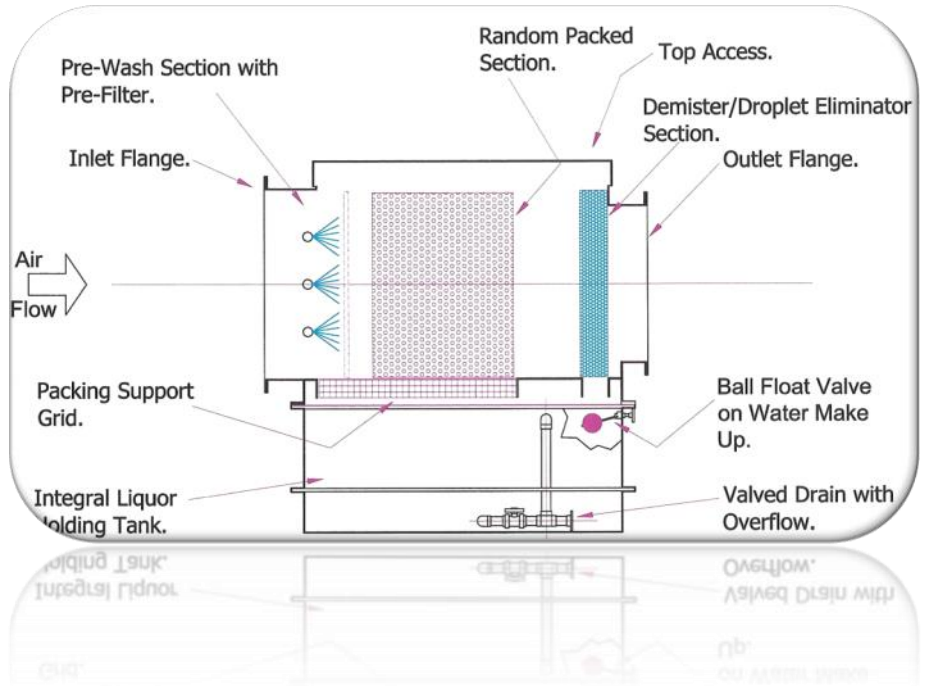 Pre-Wash Section with
Pre-Filter.
Random Packed
Section.
Top Access.
Demister/Droplet Eliminator
Section.
Inlet Flange.
Outlet Flange.
Air
Flow
Packing Support
Grid.
Ball Float Valve
on Water Make
Up.
Integral Liquor
Holding Tank.
Valved Drain with
Overflow.